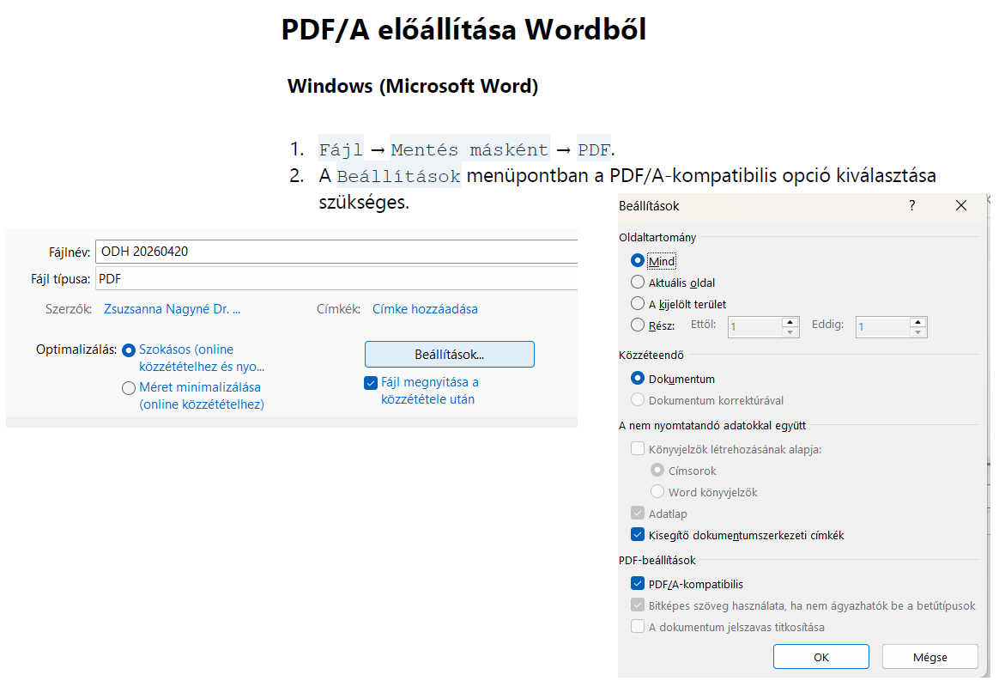 PDF/A előállítása Wordből
Windows (Microsoft Word)
1. Fájl → Mentés másként → PDF.
2. A Beállítások menüpontban a PDF/A-kompatibilis opció kiválasztása
szükséges.
Fájlnév: ODH 20260420
Fájl típusa: PDF
Szerzők: Zsuzsanna Nagyné Dr. ... Címkék: Címke hozzáadása
Optimalizálás: Szokásos (online
közzétételhez és nyo...
Méret minimalizálása
(online közzétételhez)
Beállítások...
Fájl megnyitása a
közzététele után
Beállítások ?
Oldaltartomány
Mind
Aktuális oldal
A kijelölt terület
Rész: Ettől: 1 Eddig: 1
Közzéteendő
Dokumentum
Dokumentum korrektúrával
A nem nyomtatandó adatokkal együtt
Könyvjelzők létrehozásának alapja:
Címsorok
Word könyvjelzők
Adatlap
Kisegítő dokumentumszerkezeti címkék
PDF-beállítások
PDF/A-kompatibilis
Bitképes szöveg használata, ha nem ágyazhatók be a betűtípusok
A dokumentum jelszavas titkosítása
OK Mégse